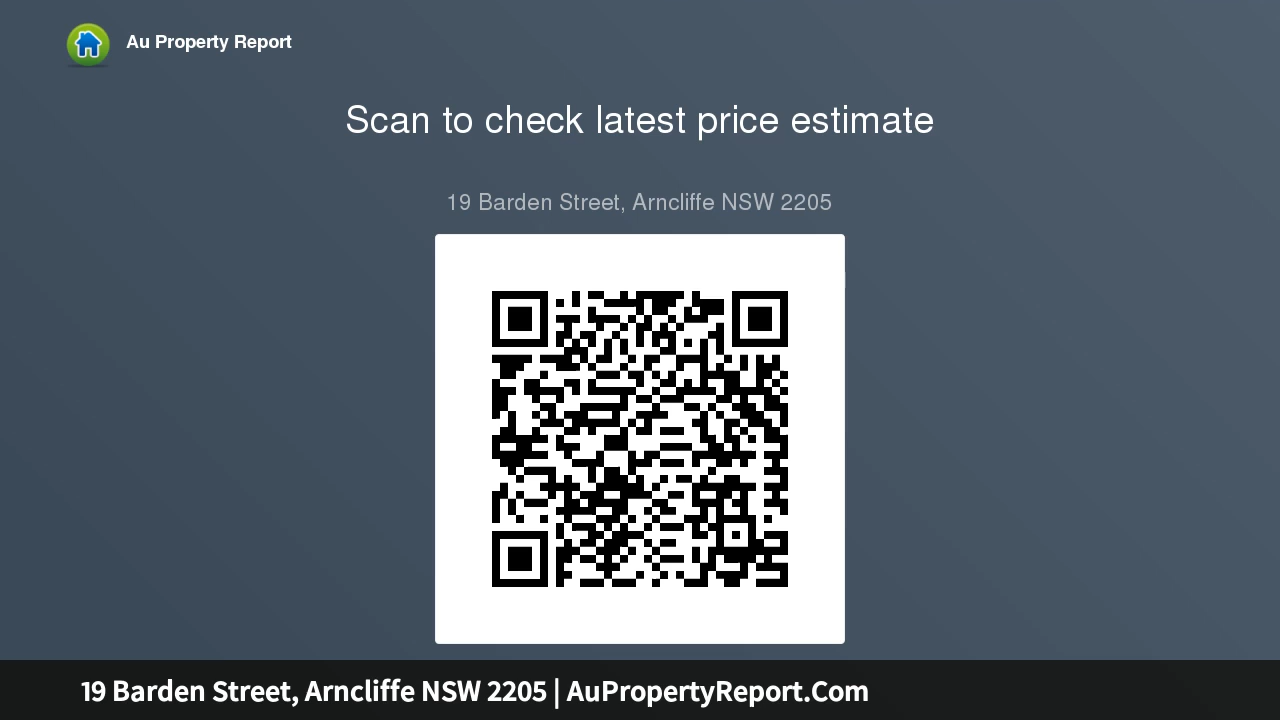 Au Property Report
Scan to check latest price estimate
19 Barden Street, Arncliffe NSW 2205
19 Barden Street, Arncliffe NSW 2205 | AuPropertyReport.Com